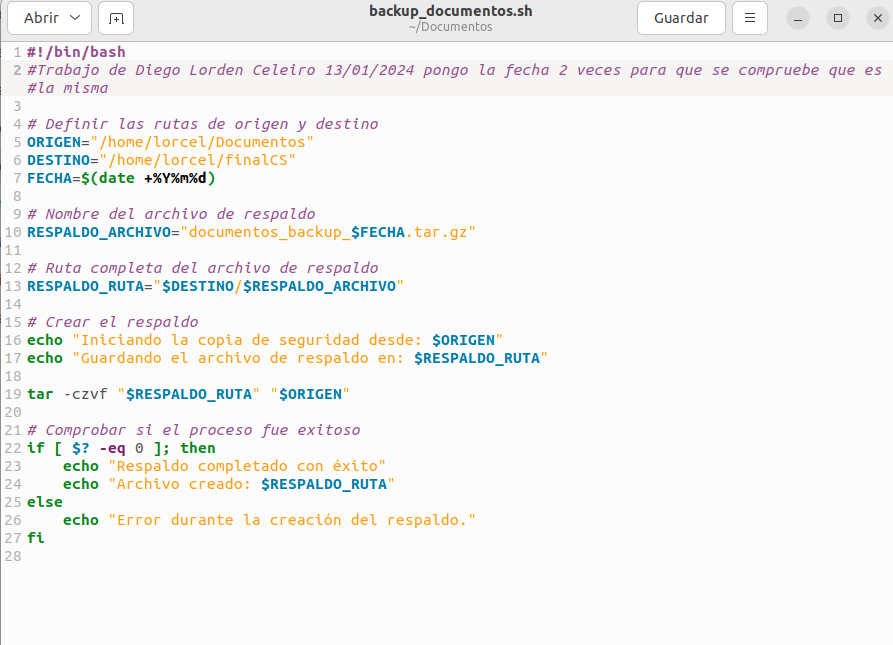 Abrir
backup_documentos.sh
~/Documentos
Guardar
1 #!/bin/bash
2 #Trabajo de Diego Lorden Celeiro 13/01/2024 pongo la fecha 2 veces para que se compruebe que es
#la misma
3
4 # Definir las rutas de origen y destino
5 ORIGEN="/home/lorcel/Documentos"
6 DESTINO="/home/lorcel/finalCS"
7 FECHA=$(date +%Y%m%d)
8
9 # Nombre del archivo de respaldo
10 RESPALDO_ARCHIVO="documentos_backup_$FECHA.tar.gz"
11
12 # Ruta completa del archivo de respaldo
13 RESPALDO_RUTA="$DESTINO/$RESPALDO_ARCHIVO"
14
15 # Crear el respaldo
16 echo "Iniciando la copia de seguridad desde: $ORIGEN"
17 echo "Guardando el archivo de respaldo en: $RESPALDO_RUTA"
18
19 tar -czvf "$RESPALDO_RUTA" "$ORIGEN"
20
21 # Comprobar si el proceso fue exitoso
22 if [ $? -eq 0 ]; then
23     echo "Respaldo completado con éxito"
24     echo "Archivo creado: $RESPALDO_RUTA"
25 else
26     echo "Error durante la creación del respaldo."
27 fi
28